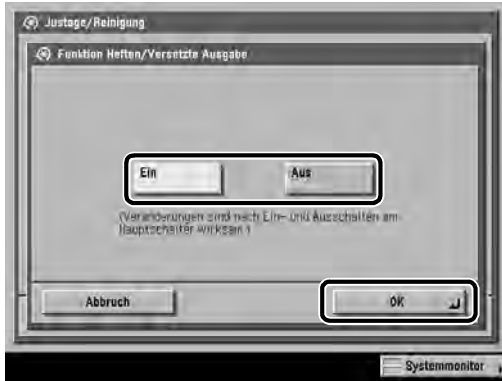 Justage/Reinigung
Funktion Heften/Versetzte Ausgabe
Ein
Aus
(Veränderungen sind nach Ein- und Ausschalten am
Hauptschalter wirksam.)
Abbruch
OK
Systemmonitor